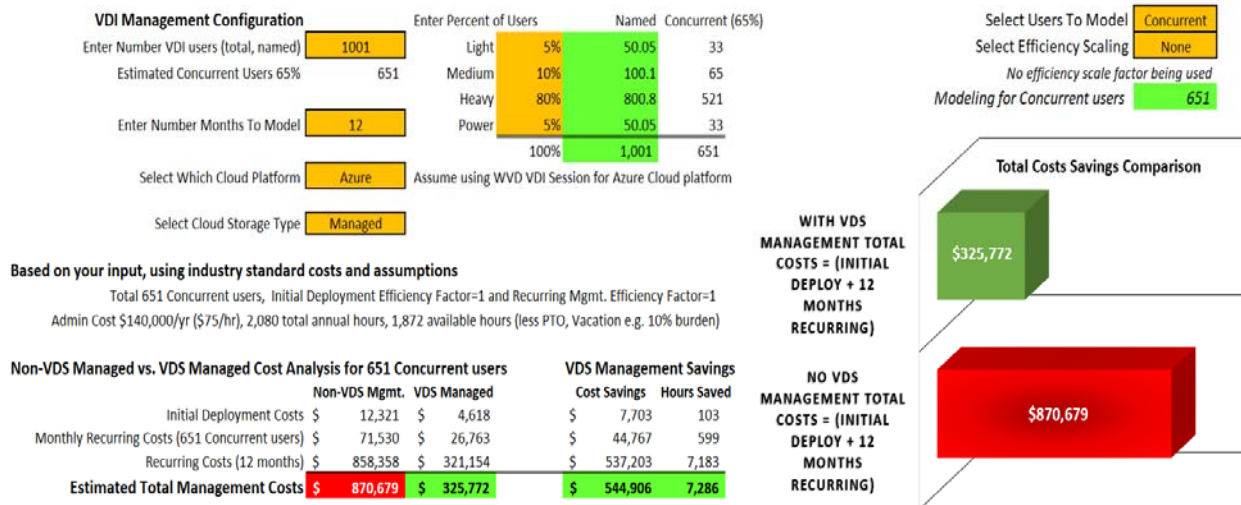 VDI Management Configuration
Enter Number VDI users (total, named) 1001
Estimated Concurrent Users 65% 651
Enter Number Months To Model 12
Select Which Cloud Platform Azure
Select Cloud Storage Type Managed
Enter Percent of Users Named Concurrent (65%)
Light 5% 50.05 33
Medium 10% 100.1 65
Heavy 80% 800.8 521
Power 5% 50.05 33
100% 1,001 651
Assume using WVD VDI Session for Azure Cloud platform
Select Users To Model Concurrent
Select Efficiency Scaling None
No efficiency scale factor being used
Modeling for Concurrent users 651
Based on your input, using industry standard costs and assumptions
Total 651 Concurrent users, Initial Deployment Efficiency Factor=1 and Recurring Mgmt. Efficiency Factor=1
Admin Cost $140,000/yr ($75/hr), 2,080 total annual hours, 1,872 available hours (less PTO, Vacation e.g. 10% burden)
Non-VDS Managed vs. VDS Managed Cost Analysis for 651 Concurrent users VDS Management Savings
Non-VDS Mgmt. VDS Managed Cost Savings Hours Saved
Initial Deployment Costs $ 12,321 $ 4,618 $ 7,703 103
Monthly Recurring Costs (651 Concurrent users) $ 71,530 $ 26,763 $ 44,767 599
Recurring Costs (12 months) $ 858,358 $ 321,154 $ 537,203 7,183
Estimated Total Management Costs $ 870,679 $ 325,772 $ 544,906 7,286
Total Costs Savings Comparison
WITH VDS
MANAGEMENT TOTAL
COSTS = (INITIAL
DEPLOY + 12
MONTHS
RECURRING)
$325,772
NO VDS
MANAGEMENT TOTAL
COSTS = (INITIAL
DEPLOY + 12
MONTHS
RECURRING)
$870,679